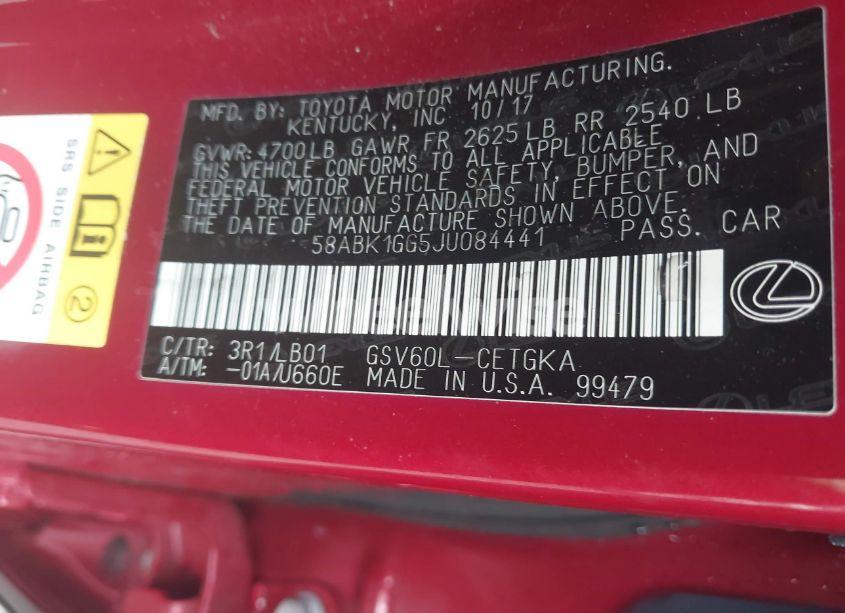 MFD. BY: TOYOTA MOTOR MANUFACTURING.
KENTUCKY, INC 10/17
GVWR: 4700LB GAWR FR 2625LB RR 2540 LB
THIS VEHICLE CONFORMS TO ALL APPLICABLE
FEDERAL MOTOR VEHICLE SAFETY, BUMPER, AND
THEFT PREVENTION STANDARDS IN EFFECT ON
THE DATE OF MANUFACTURE SHOWN ABOVE.
58ABK1GG5JU084441 PASS. CAR
C/TR: 3R1/LB01 GSV60L-CETGKA
A/TM: -01A/U660E MADE IN U.S.A. 99479
SRS SIDE AIRBAG
2